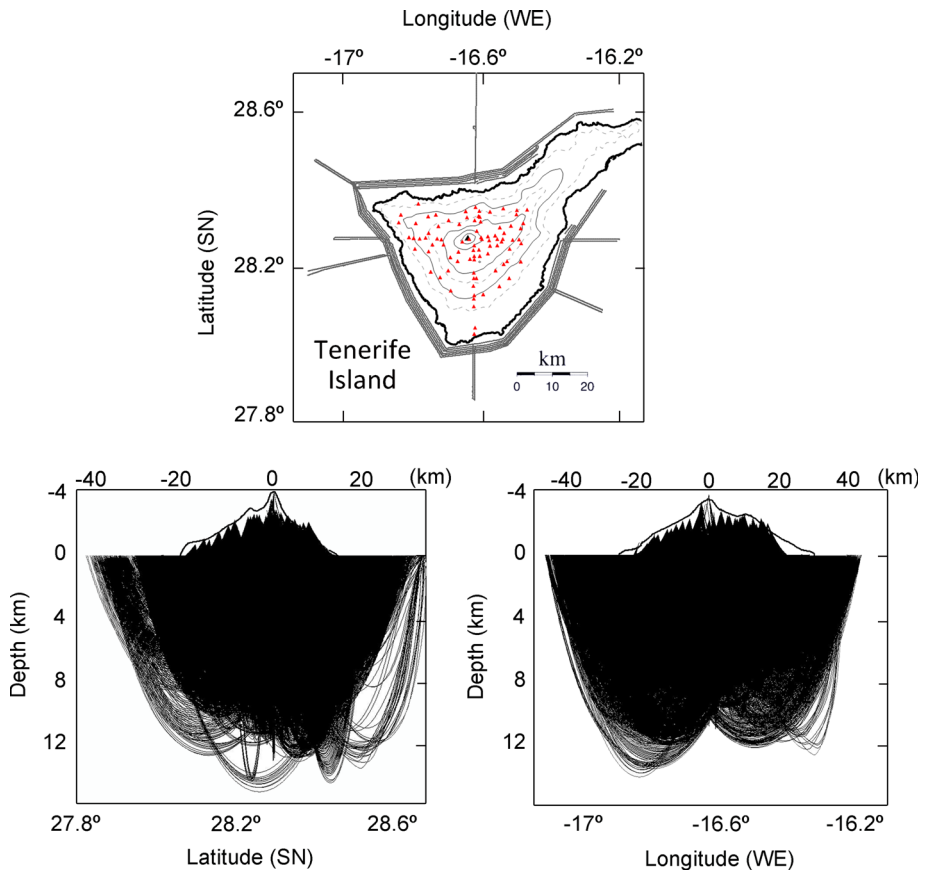 Longitude (WE)
-17º -16.6º -16.2º
28.6º
28.2º
27.8º
Latitude (SN)
Tenerife
Island
km
0 10 20
-40 -20 0 20 (km)
-4
0
4
8
12
Depth (km)
27.8º 28.2º 28.6º
Latitude (SN)
-40 -20 0 20 40 (km)
-4
0
4
8
12
Depth (km)
-17º -16.6º -16.2º
Longitude (WE)